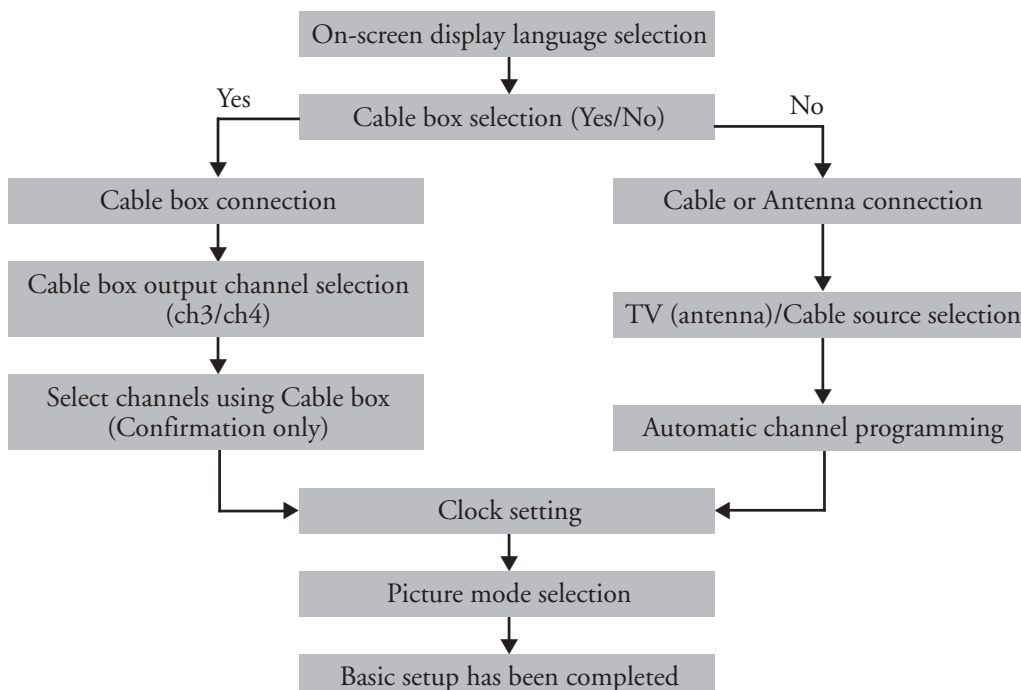 On-screen display language selection
Yes
Cable box selection (Yes/No)
No
Cable box connection
Cable box output channel selection
(ch3/ch4)
Select channels using Cable box
(Confirmation only)
Cable or Antenna connection
TV (antenna)/Cable source selection
Automatic channel programming
Clock setting
Picture mode selection
Basic setup has been completed